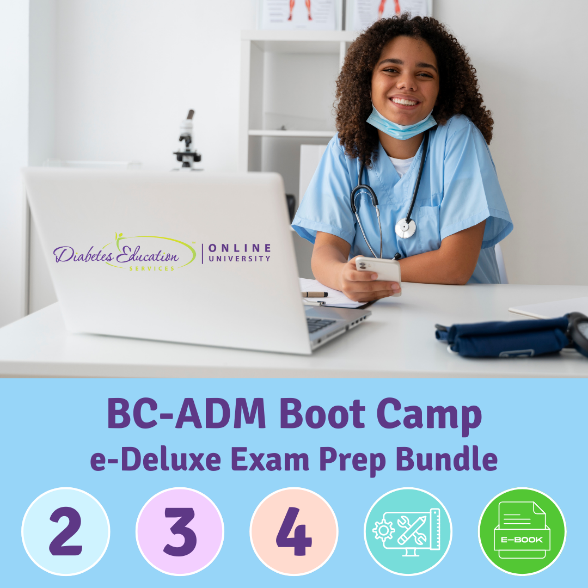 Diabetes Education
SERVICES
ONLINE
UNIVERSITY
BC-ADM Boot Camp
e-Deluxe Exam Prep Bundle
2
3
4
E-BOOK